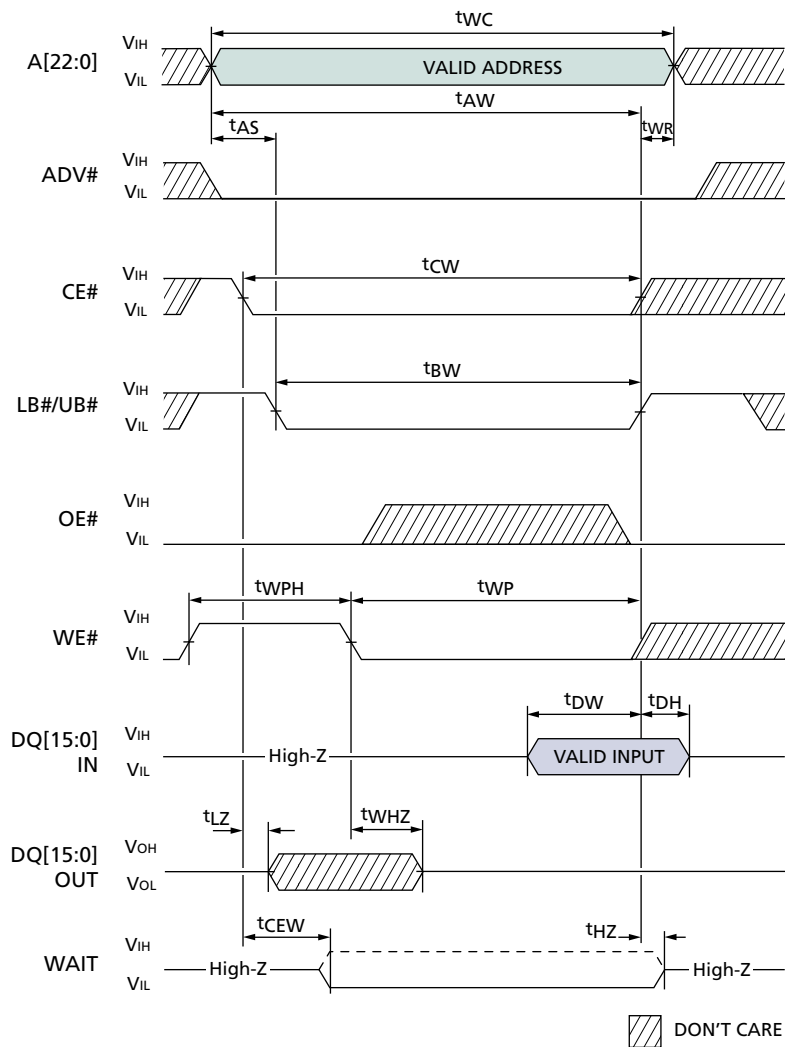 tWC
A[22:0]
VIH
VIL
VALID ADDRESS
tAW
tAS
tWR
ADV#
VIH
VIL
tCW
CE#
VIH
VIL
tBW
LB#/UB#
VIH
VIL
OE#
VIH
VIL
tWPH
tWP
WE#
VIH
VIL
tDW
tDH
DQ[15:0]
IN
VIH
VIL
High-Z
VALID INPUT
tLZ
tWHZ
DQ[15:0]
OUT
VOH
VOL
tCEW
tHZ
WAIT
VIH
VIL
High-Z
High-Z
DON'T CARE